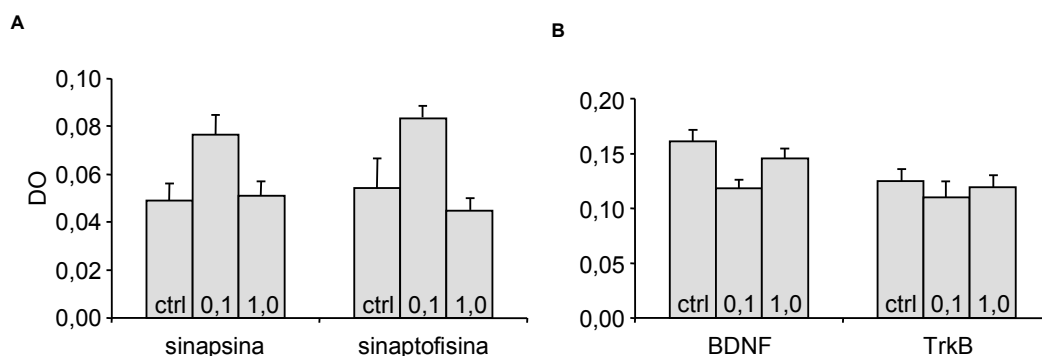 A
B
DO
0,10
0,08
0,06
0,04
0,02
0,00
ctrl 0,1 1,0 ctrl 0,1 1,0
sinapsina sinaptofisina
0,20
0,15
0,10
0,05
0,00
ctrl 0,1 1,0 ctrl 0,1 1,0
BDNF TrkB